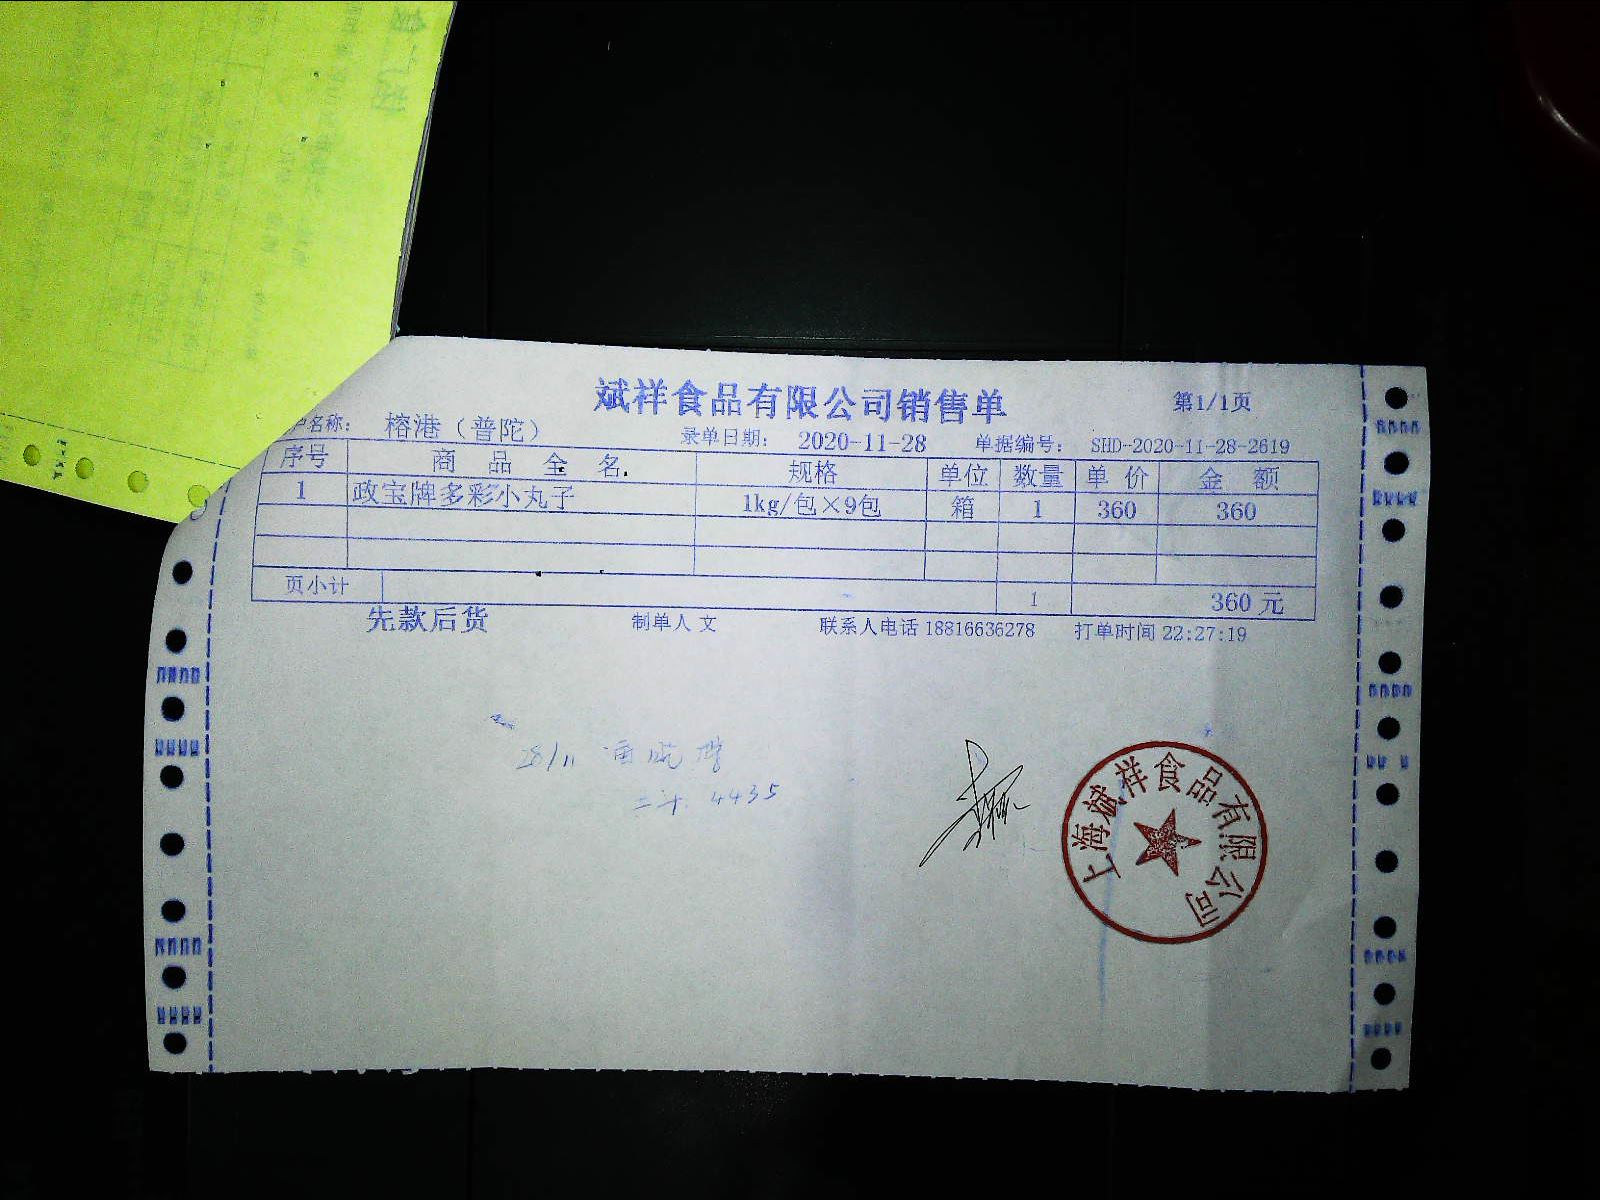 斌祥食品有限公司销售单
第1/1页
户名称： 榕港（普陀）
录单日期： 2020-11-28
单据编号： SHD-2020-11-28-2619
序号 商品全名 规格 单位 数量 单价 金额
1 政宝牌多彩小丸子 1kg/包×9包 箱 1 360 360
页小计 1 360元
先款后货 制单人 文 联系人电话 18816636278 打单时间 22:27:19
28/11
4435
上海斌祥食品有限公司